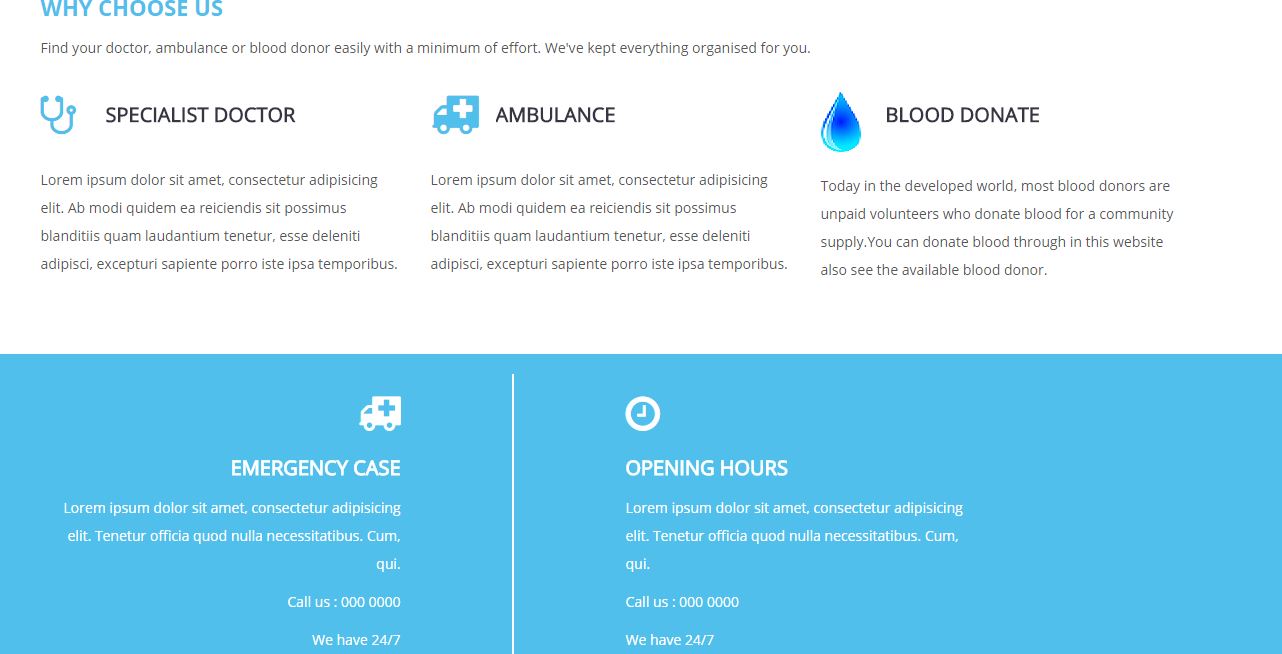 WHY CHOOSE US
Find your doctor, ambulance or blood donor easily with a minimum of effort. We've kept everything organised for you.
SPECIALIST DOCTOR
Lorem ipsum dolor sit amet, consectetur adipisicing
elit. Ab modi quidem ea reiciendis sit possimus
blanditiis quam laudantium tenetur, esse deleniti
adipisci, excepturi sapiente porro iste ipsa temporibus.
AMBULANCE
Lorem ipsum dolor sit amet, consectetur adipisicing
elit. Ab modi quidem ea reiciendis sit possimus
blanditiis quam laudantium tenetur, esse deleniti
adipisci, excepturi sapiente porro iste ipsa temporibus.
BLOOD DONATE
Today in the developed world, most blood donors are
unpaid volunteers who donate blood for a community
supply.You can donate blood through in this website
also see the available blood donor.
EMERGENCY CASE
Lorem ipsum dolor sit amet, consectetur adipisicing
elit. Tenetur officia quod nulla necessitatibus. Cum,
qui.
Call us : 000 0000
We have 24/7
OPENING HOURS
Lorem ipsum dolor sit amet, consectetur adipisicing
elit. Tenetur officia quod nulla necessitatibus. Cum,
qui.
Call us : 000 0000
We have 24/7